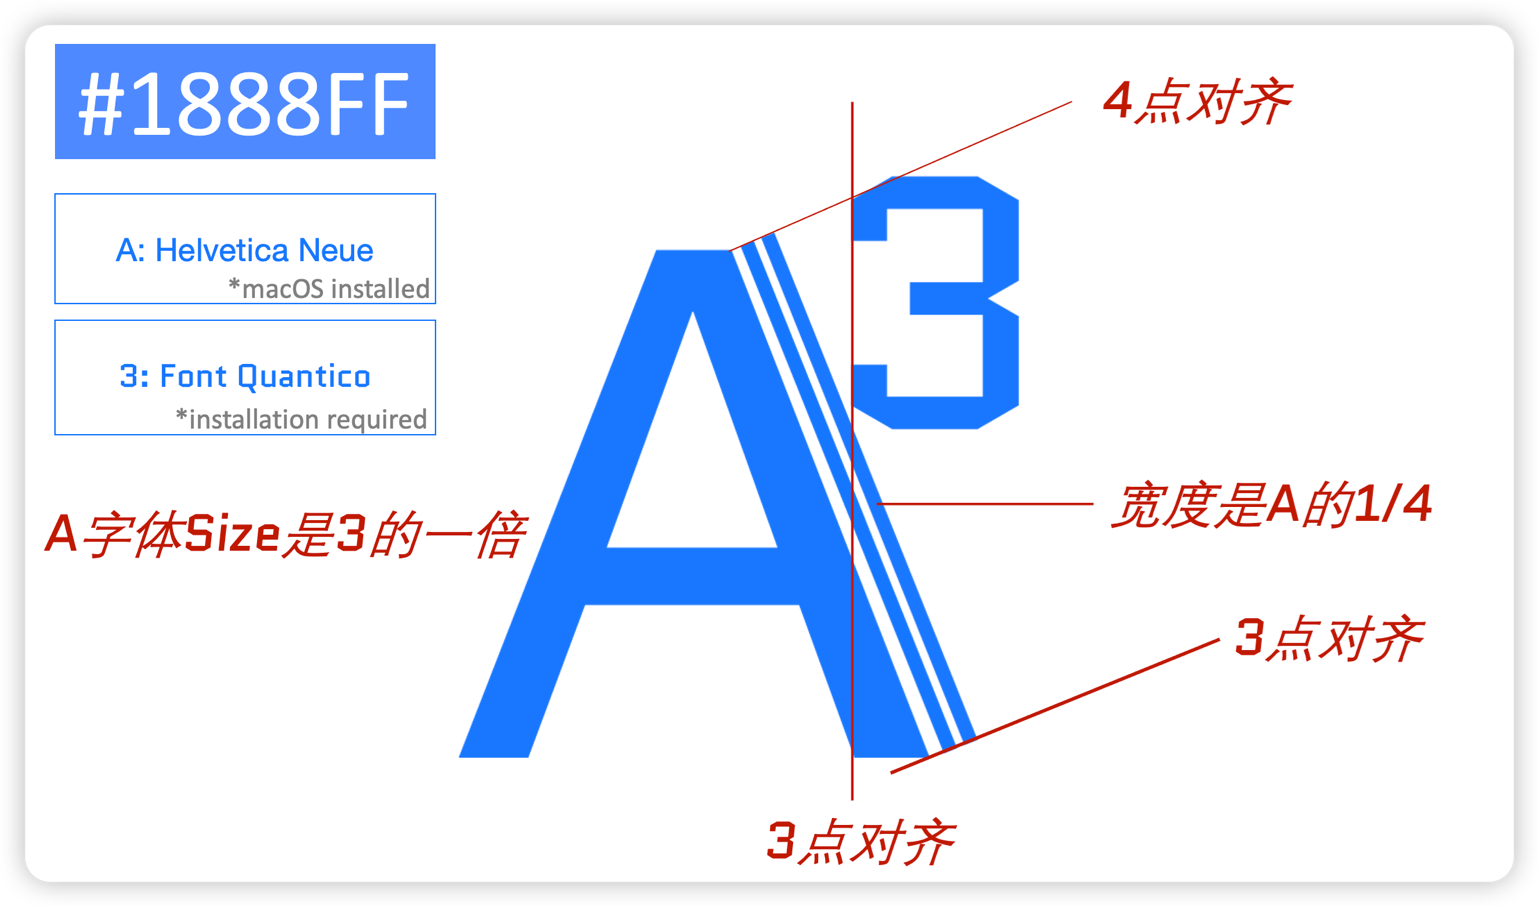 #1888FF
A: Helvetica Neue
*macOS installed
3: Font Quantico
*installation required
A字体Size是3的一倍
A
3
4点对齐
宽度是A的1/4
3点对齐
3点对齐